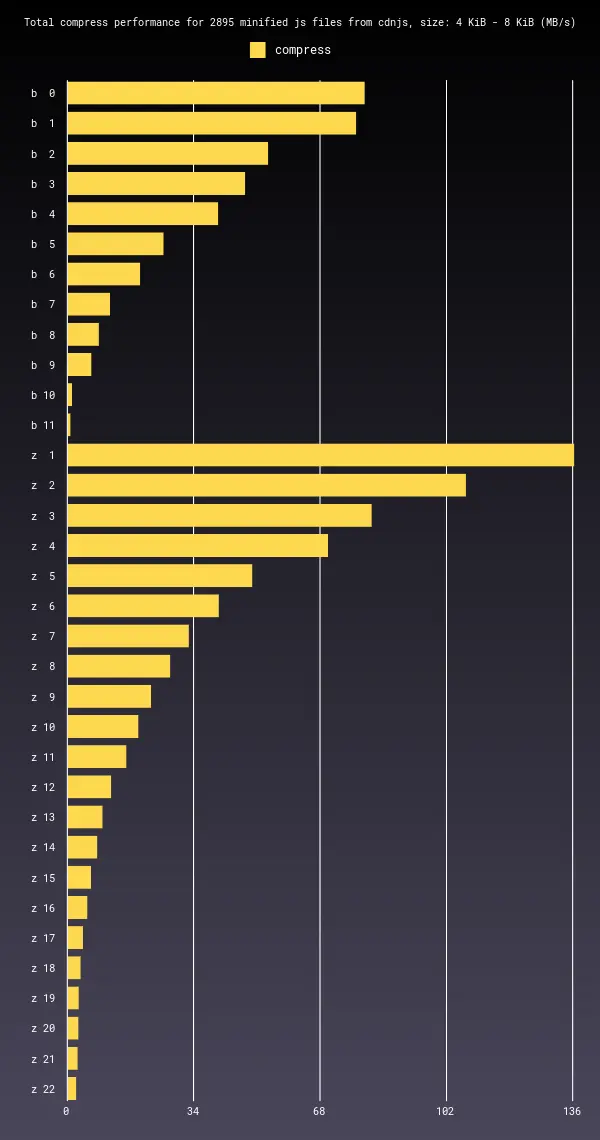 Total compress performance for 2895 minified js files from cdnjs, size: 4 KiB - 8 KiB (MB/s)
compress
b 0
b 1
b 2
b 3
b 4
b 5
b 6
b 7
b 8
b 9
b 10
b 11
z 1
z 2
z 3
z 4
z 5
z 6
z 7
z 8
z 9
z 10
z 11
z 12
z 13
z 14
z 15
z 16
z 17
z 18
z 19
z 20
z 21
z 22
0 34 68 102 136